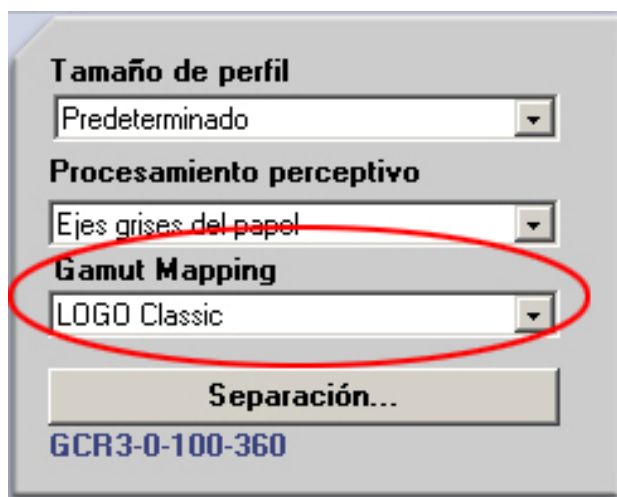 Tamaño de perfil
Predeterminado
Procesamiento perceptivo
Ejes grises del papel
Gamut Mapping
LOGO Classic
Separación...
GCR3-0-100-360